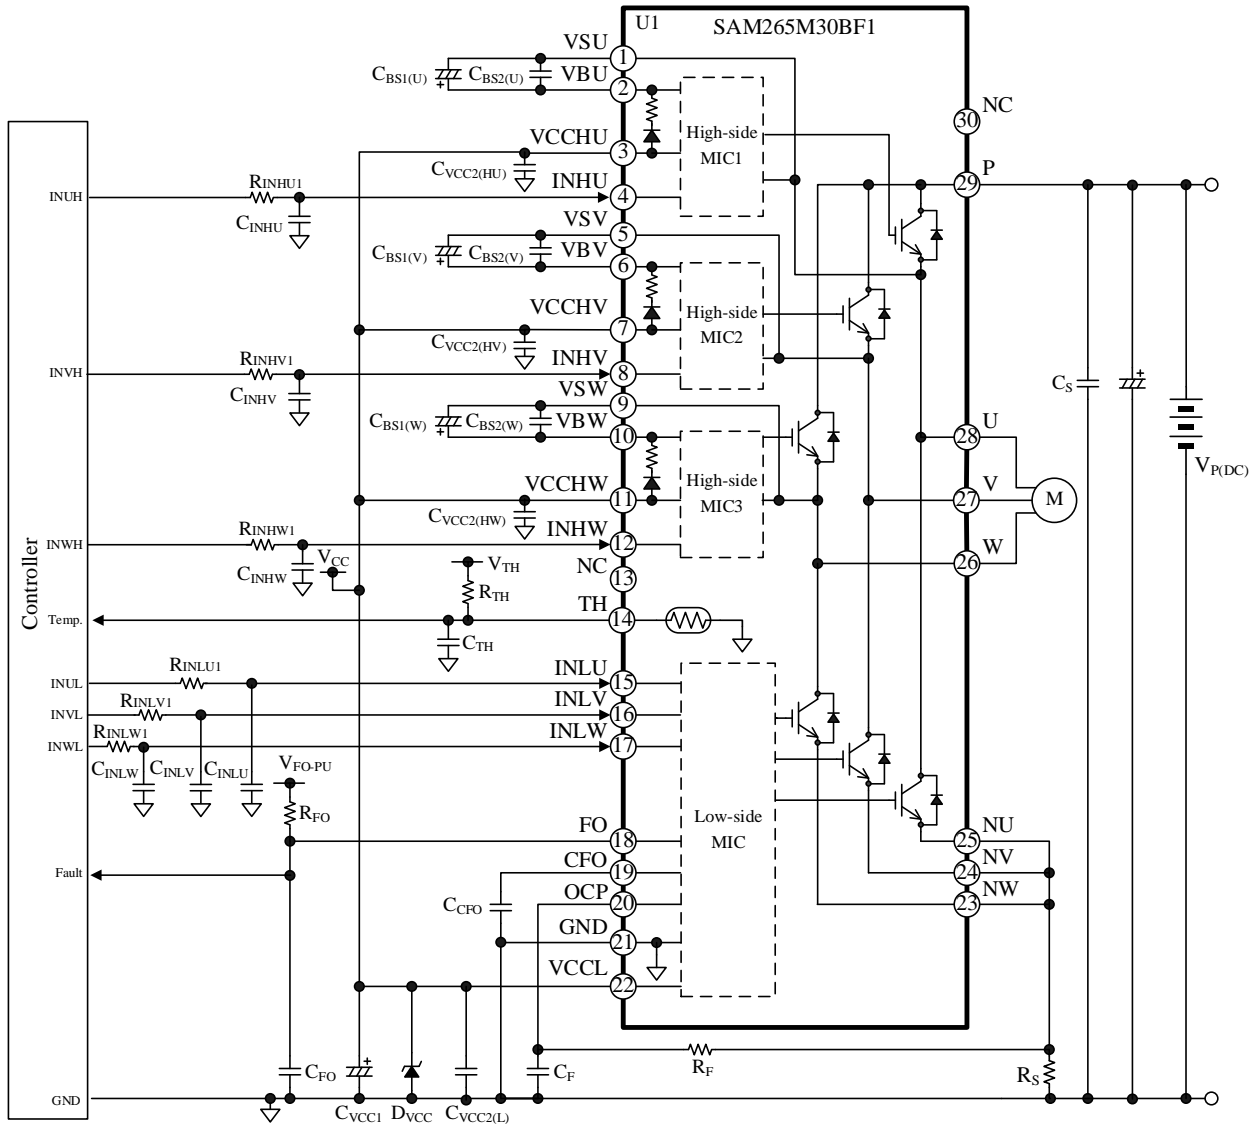 U1
SAM265M30BF1
VSU
1
CBS1(U)
CBS2(U)
VBU
2
NC
30
High-side
MIC1
VCCHU
3
CVCC2(HU)
P
29
INUH
RINHU1
INHU
4
CINHU
VSV
5
CBS1(V)
CBS2(V)
VBV
6
High-side
MIC2
VCCHV
7
CVCC2(HV)
INVH
RINHV1
INHV
8
CINHV
CS
VSW
9
CBS1(W)
CBS2(W)
VBW
10
U
28
VP(DC)
High-side
MIC3
VCCHW
11
V
27
M
CVCC2(HW)
INWH
RINHW1
INHW
12
CINHW
VCC
W
26
NC
13
VTH
RTH
Controller
Temp.
TH
14
CTH
INUL
RINLU1
INLU
15
INVL
RINLV1
INLV
16
INWL
RINLW1
INLW
17
CINLW
CINLV
CINLU
VFO-PU
RFO
Low-side
MIC
FO
18
NU
25
Fault
CFO
19
NV
24
CCFO
OCP
20
NW
23
GND
21
VCCL
22
CFO
CF
RF
RS
GND
CVCC1
DVCC
CVCC2(L)